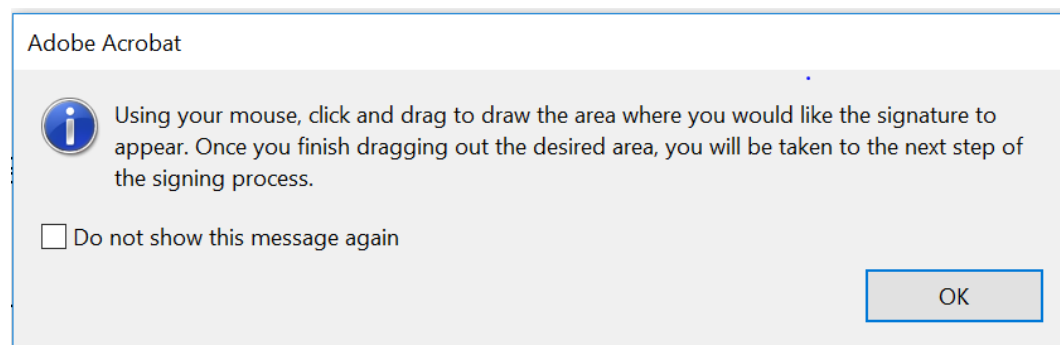 Adobe Acrobat
Using your mouse, click and drag to draw the area where you would like the signature to
appear. Once you finish dragging out the desired area, you will be taken to the next step of
the signing process.
Do not show this message again
OK